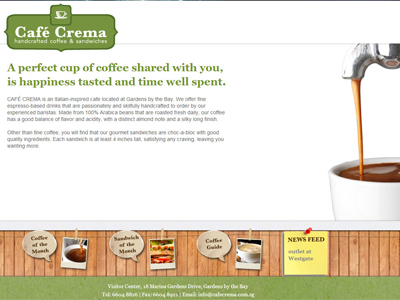 Café Crema
handcrafted coffee & sandwiches
A perfect cup of coffee shared with you,
is happiness tasted and time well spent.
CAFÉ CREMA is an Italian-inspired cafe located at Gardens by the Bay. We offer fine
espresso-based drinks that are passionately and skilfully handcrafted to order by our
experienced baristas. Made from 100% Arabica beans that are roasted fresh daily, our coffee
has a good balance of flavor and acidity, with a distinct almond note and a silky long finish.
Other than fine coffee, you will find that our gourmet sandwiches are choc-a-bloc with good
quality ingredients. Each sandwich is at least 4 inches tall, satisfying any craving, leaving you
wanting more.
Coffee
of the
Month
Sandwich
of the
Month
Coffee
Guide
NEWS FEED
outlet at
Westgate
Visitor Center, 18 Marina Gardens Drive, Gardens by the Bay
Tel: 6604 8816 | Fax: 6604 8911 | Email: info@cafecrema.com.sg